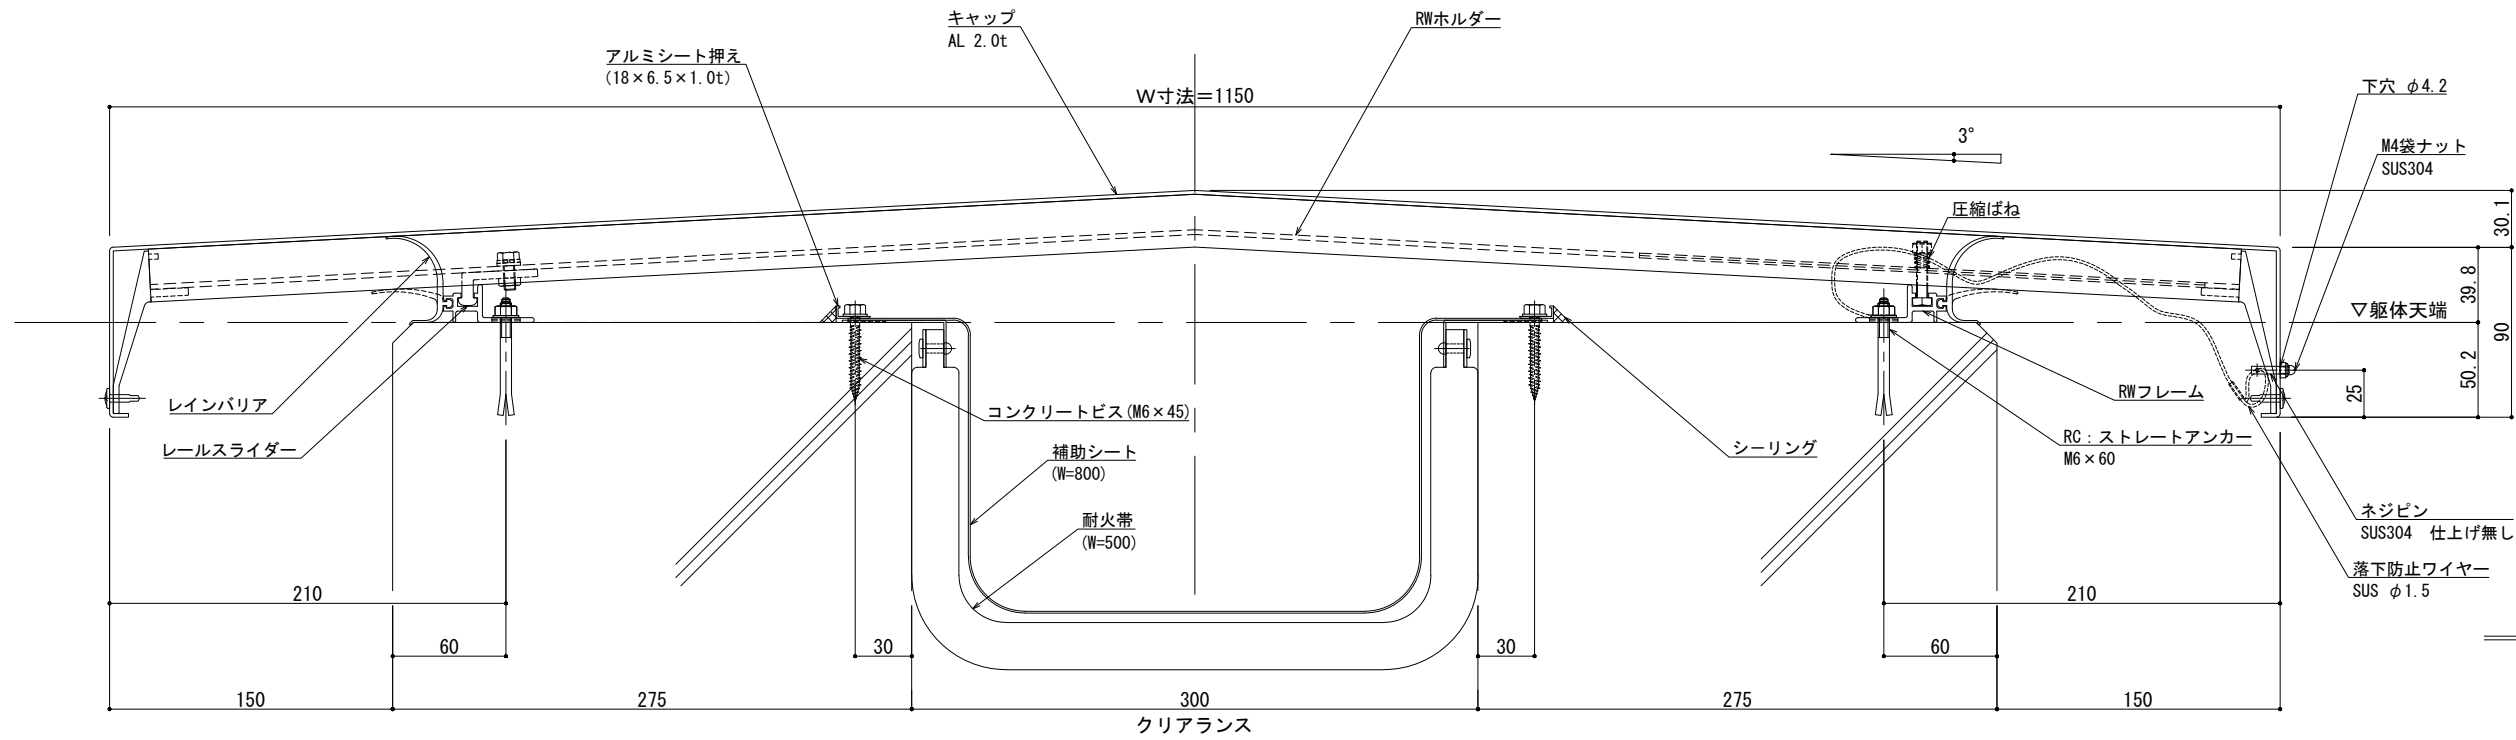 キャップ
AL 2.0t
RWホルダー
アルミシート押え
(18×6.5×1.0t)
W寸法=1150
下穴 φ4.2
3°
M4袋ナット
SUS304
圧縮ばね
30.1
39.8
▽躯体天端
90
50.2
25
レインバリア
コンクリートビス(M6×45)
RWフレーム
レールスライダー
補助シート
(W=800)
シーリング
RC：ストレートアンカー
M6×60
耐火帯
(W=500)
ネジピン
SUS304 仕上げ無し
落下防止ワイヤー
SUS φ1.5
210
210
60
30
30
60
150
275
300
275
150
クリアランス